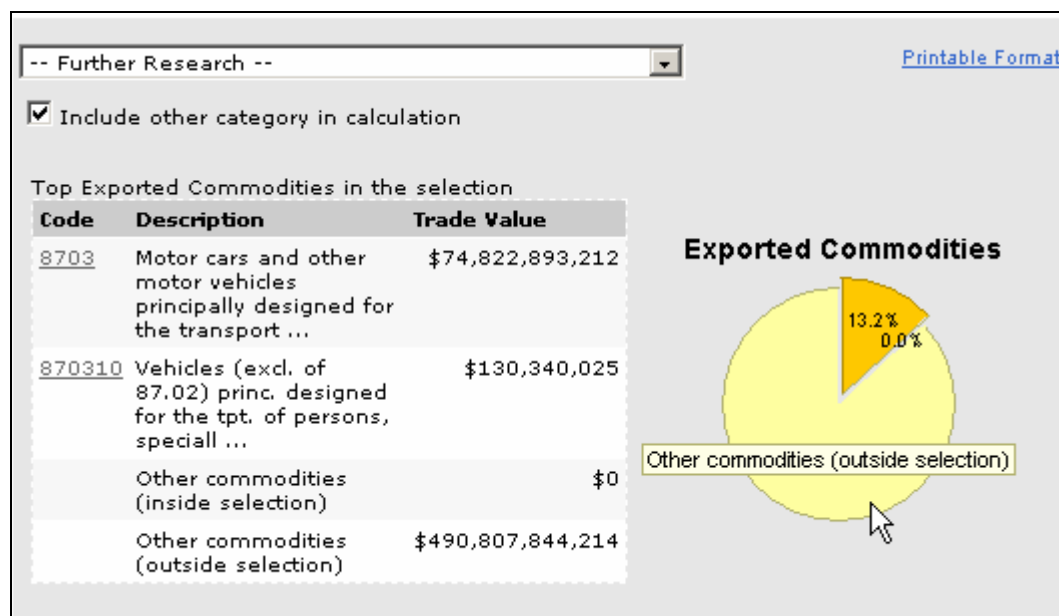 -- Further Research --
Printable Format
Include other category in calculation
Top Exported Commodities in the selection
Code Description Trade Value
8703 Motor cars and other $74,822,893,212
motor vehicles
principally designed for
the transport ...
870310 Vehicles (excl. of $130,340,025
87.02) princ. designed
for the tpt. of persons,
speciall ...
Other commodities $0
(inside selection)
Other commodities $490,807,844,214
(outside selection)
Exported Commodities
13.2%
0.0%
Other commodities (outside selection)